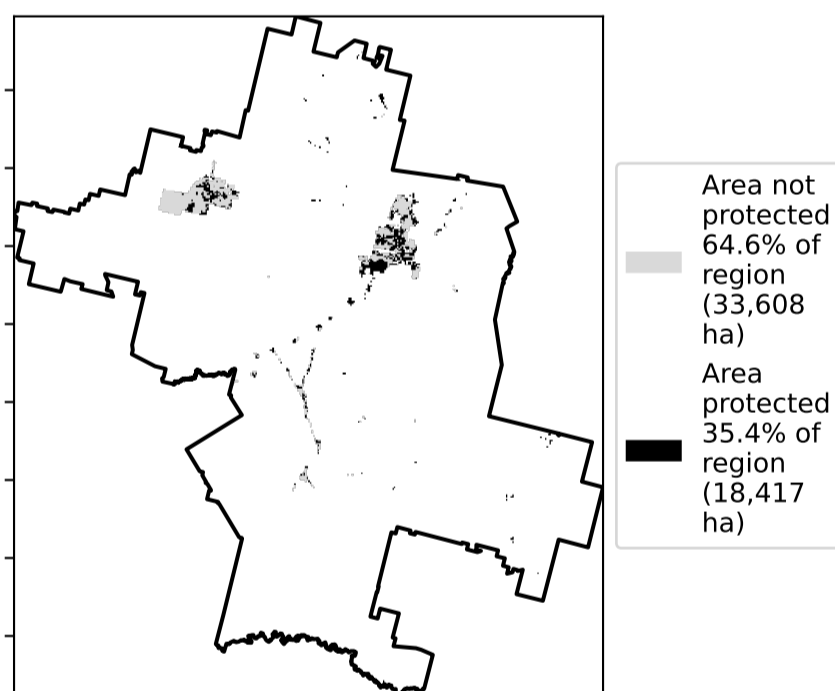 Area not
protected
64.6% of
region
(33,608
ha)
Area
protected
35.4% of
region
(18,417
ha)